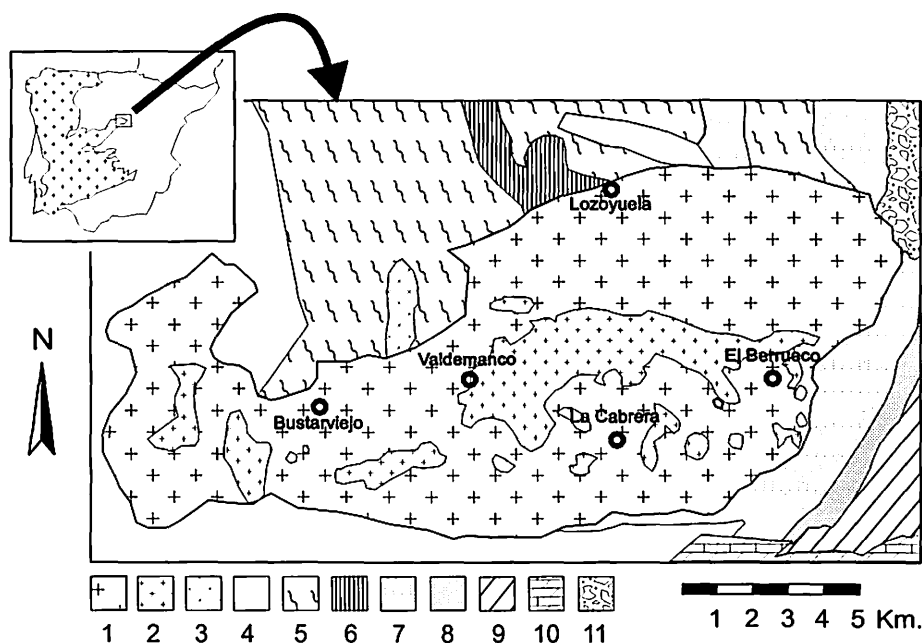 N
Lozoyuela
Valdemanco
El Berrueco
La Cabrera
Bustarviejo
1 2 3 4 5 6 7 8 9 10 11
1 2 3 4 5 Km.